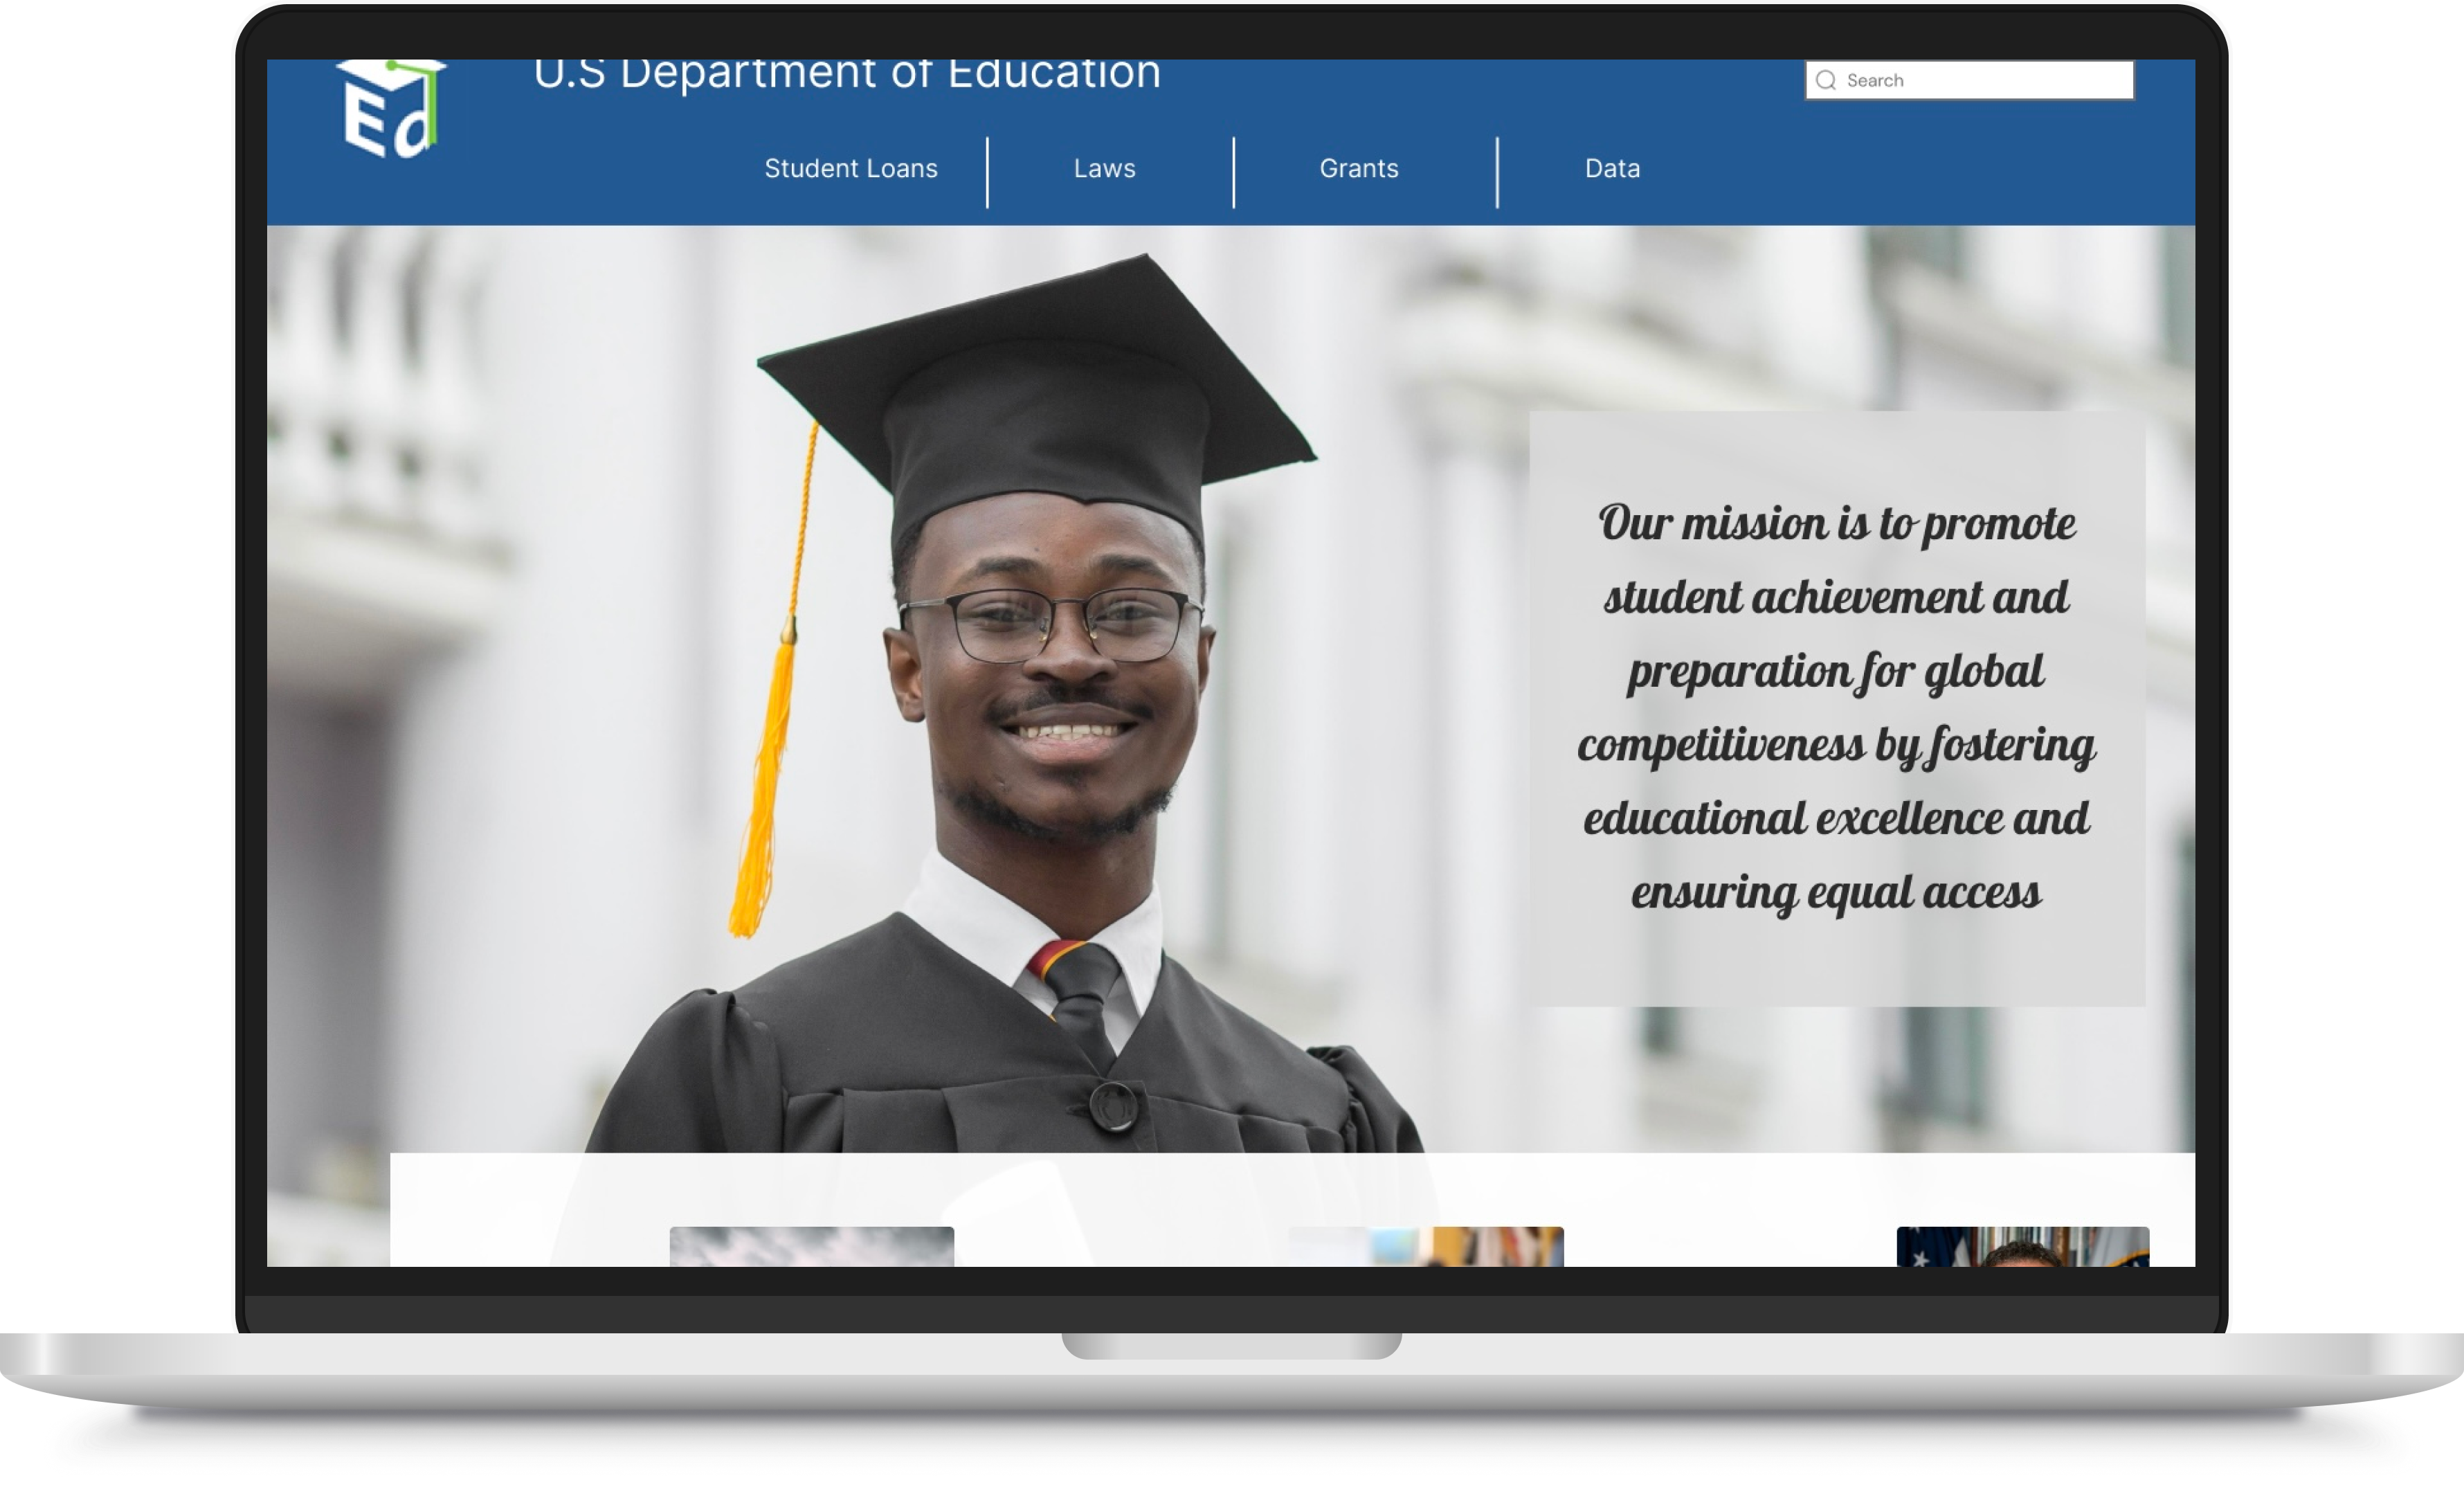 Ed
U.S Department of Education
Search
Student Loans
Laws
Grants
Data
Our mission is to promote
student achievement and
preparation for global
competitiveness by fostering
educational excellence and
ensuring equal access